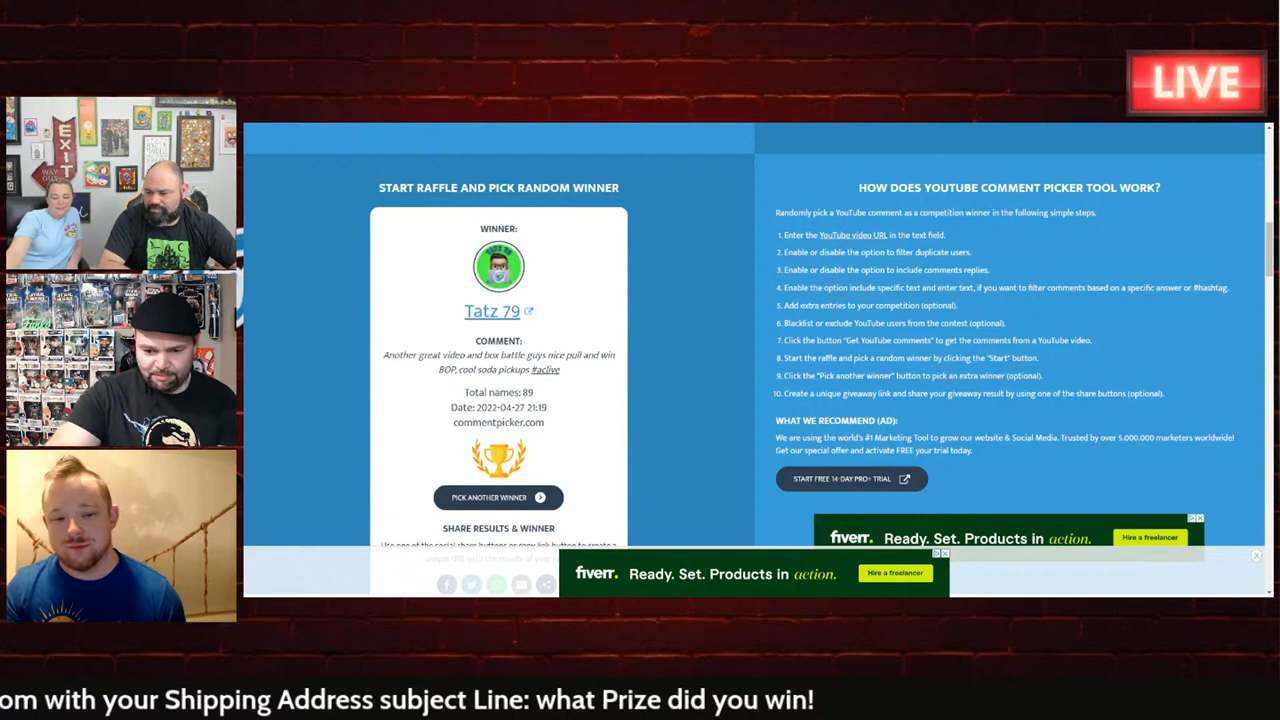 LIVE
EXIT
START RAFFLE AND PICK RANDOM WINNER
WINNER:
Tatz 79
COMMENT:
Another great video and box battle guys nice pull and win
BOP, cool soda pickups #aclive
Total names: 89
Date: 2022-04-27 21:19
commentpicker.com
PICK ANOTHER WINNER
SHARE RESULTS & WINNER
HOW DOES YOUTUBE COMMENT PICKER TOOL WORK?
Randomly pick a YouTube comment as a competition winner in the following simple steps.
1. Enter the YouTube video URL in the text field.
2. Enable or disable the option to filter duplicate users.
3. Enable or disable the option to include comments replies.
4. Enable the option include specific text and enter text, if you want to filter comments based on a specific answer or #hashtag.
5. Add extra entries to your competition (optional).
6. Blacklist or exclude YouTube users from the contest (optional).
7. Click the button "Get YouTube comments" to get the comments from a YouTube video.
8. Start the raffle and pick a random winner by clicking the "Start" button.
9. Click the "Pick another winner" button to pick an extra winner (optional).
10. Create a unique giveaway link and share your giveaway result by using one of the share buttons (optional).
WHAT WE RECOMMEND (AD):
We are using the world's #1 Marketing Tool to grow our website & Social Media. Trusted by over 5.000.000 marketers worldwide!
Get our special offer and activate FREE your trial today.
START FREE 14-DAY PRO+ TRIAL
fiverr. Ready. Set. Products in action. Hire a freelancer
fiverr. Ready. Set. Products in action. Hire a freelancer
om with your Shipping Address subject Line: what Prize did you win!